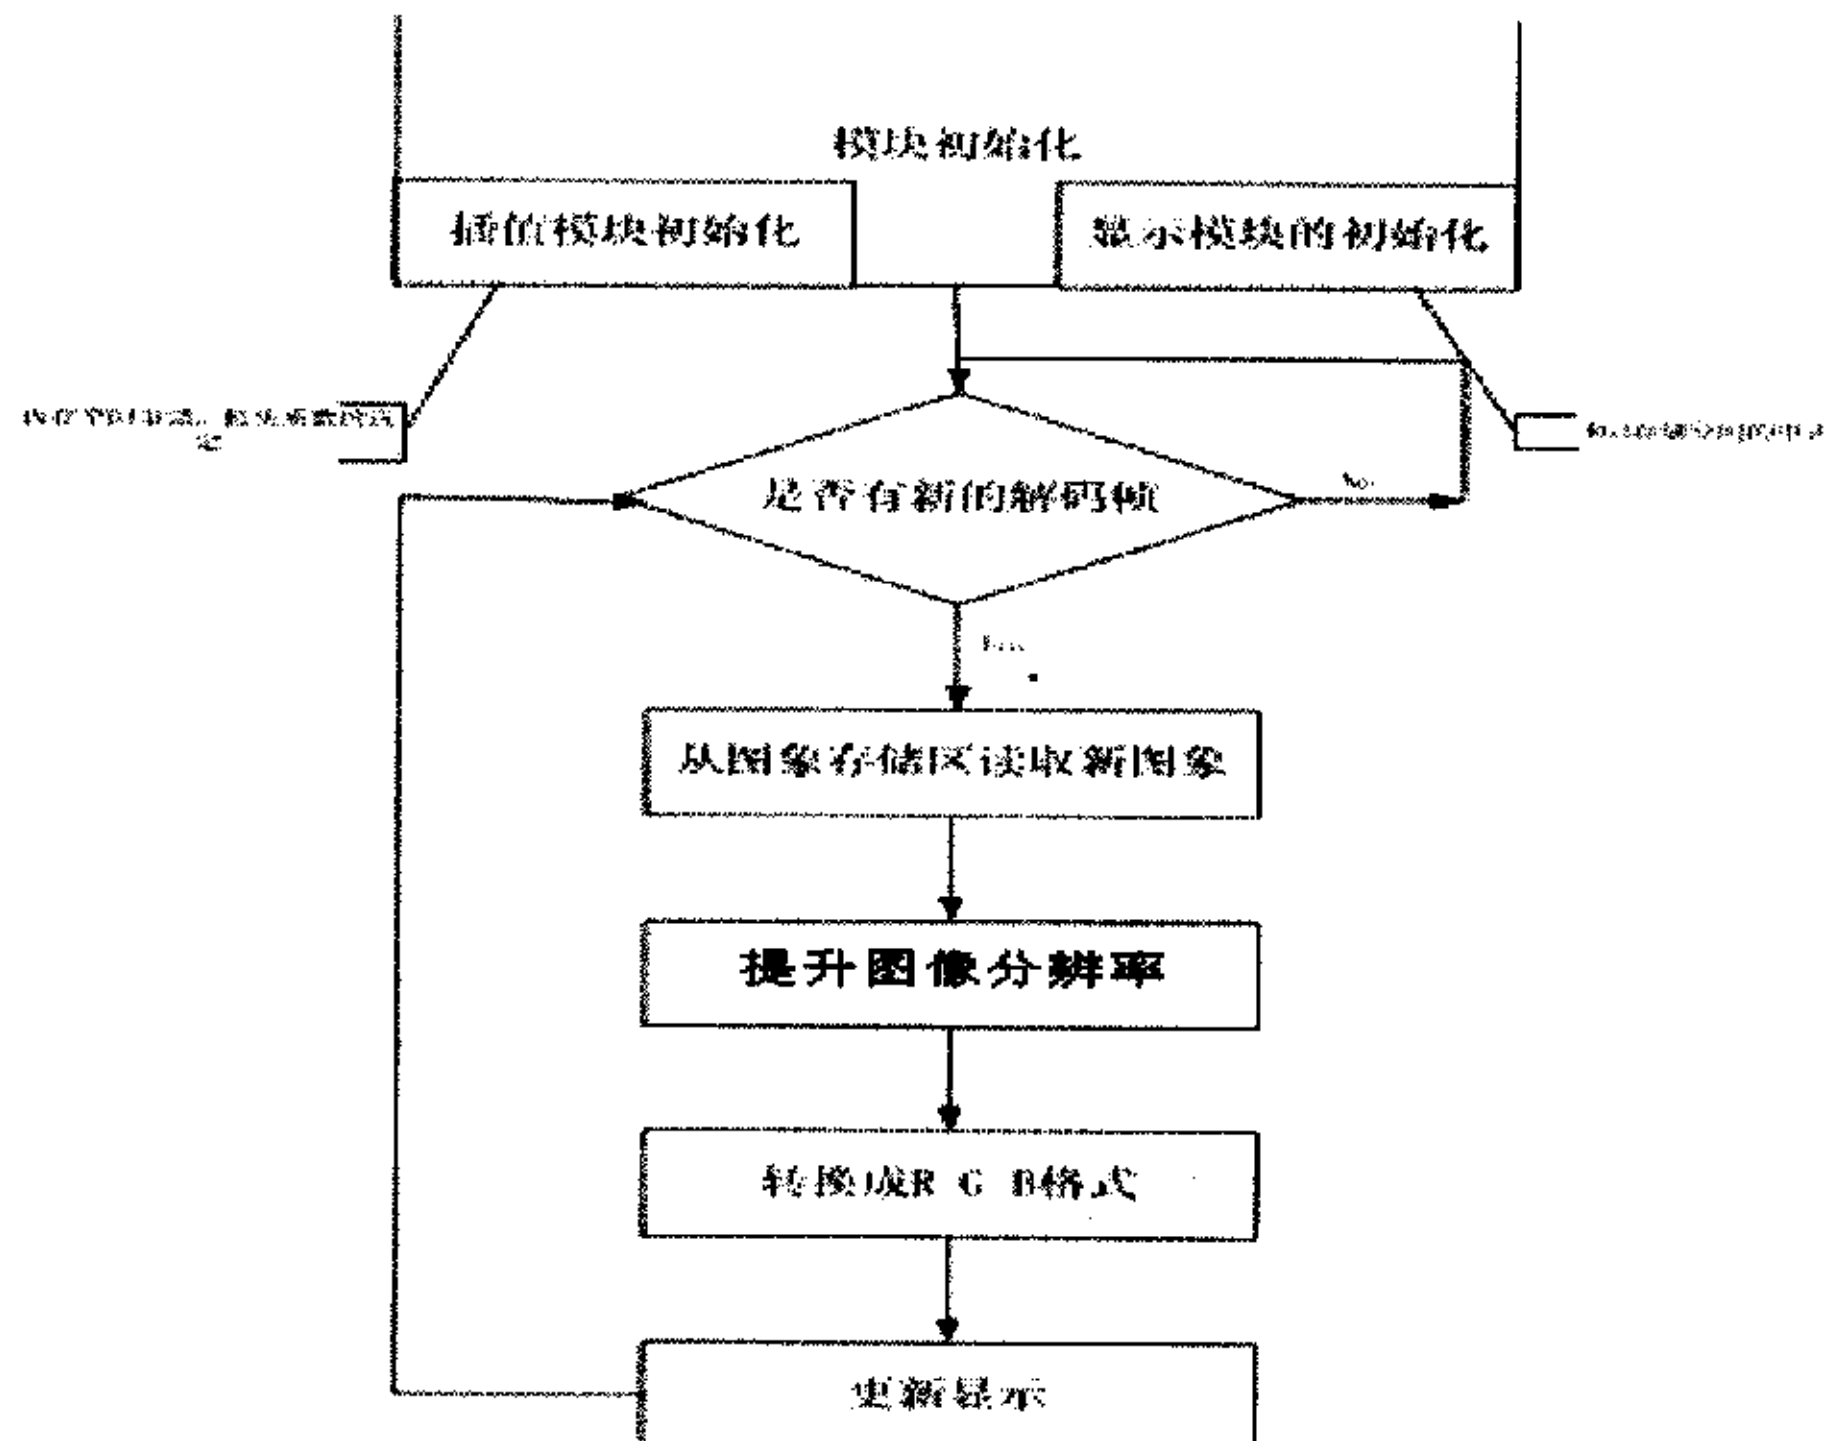 模块初始化
插值模块初始化
显示模块的初始化
是否有新的解码帧
No
从图象存储区读取新图象
提升图像分辨率
转换成R G B格式
更新显示